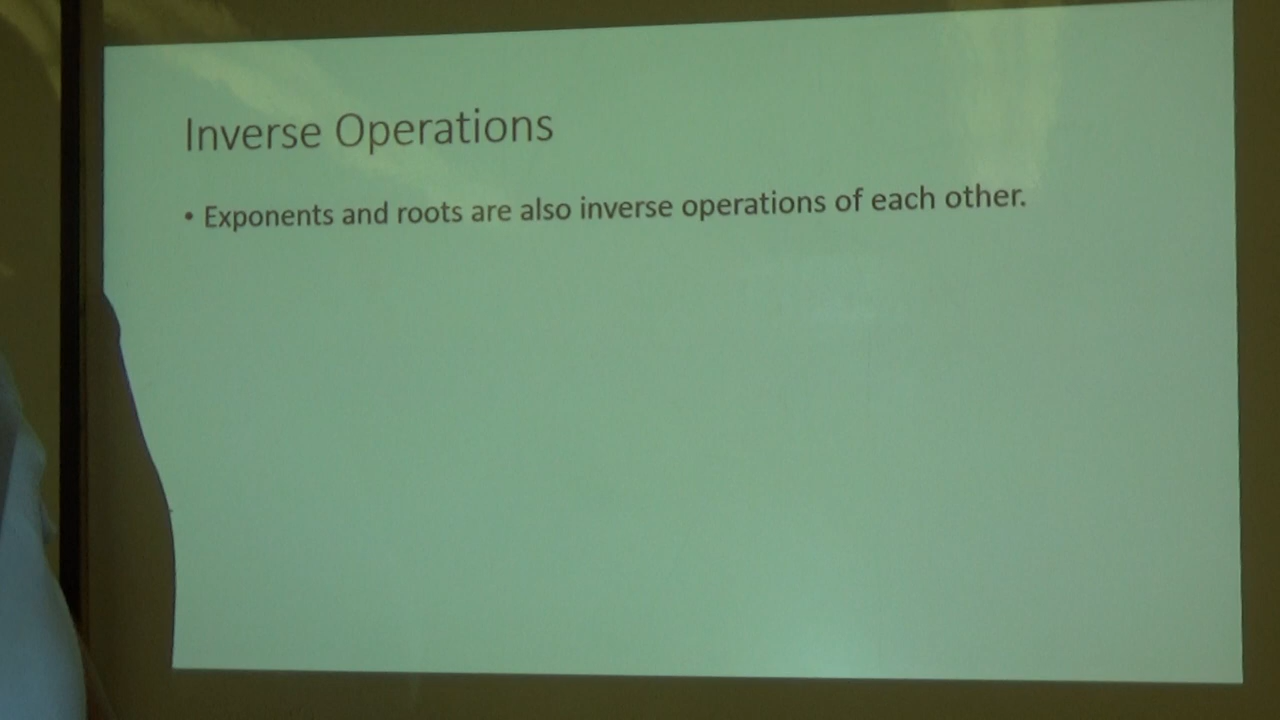 Inverse Operations
• Exponents and roots are also inverse operations of each other.